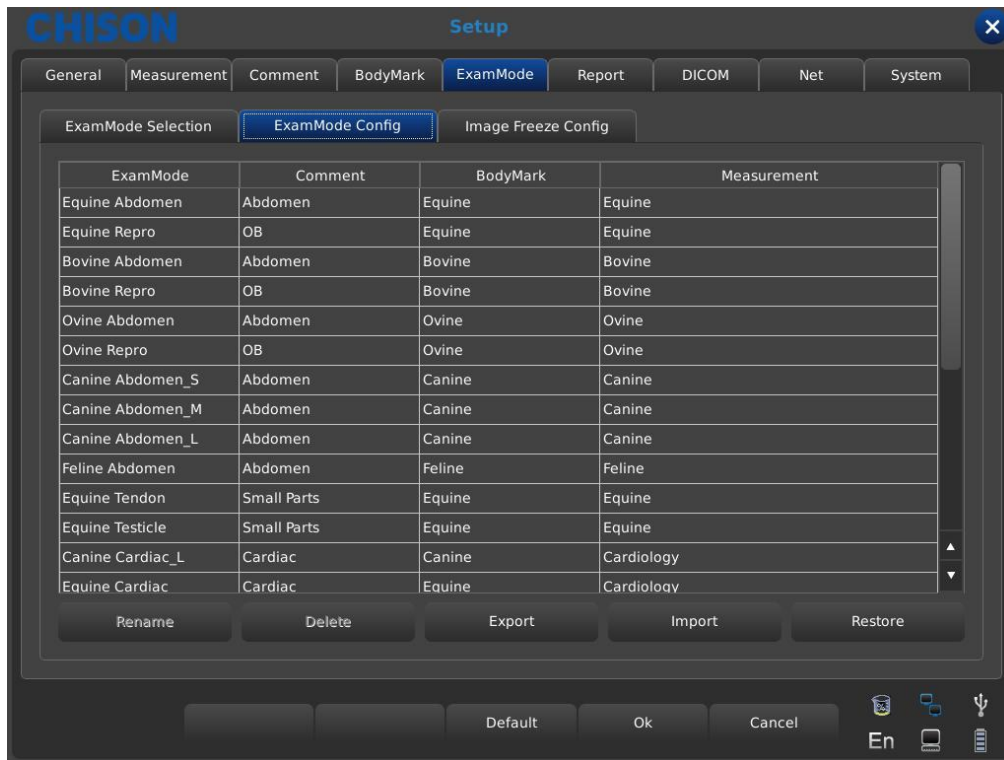 CHISON
Setup
General Measurement Comment BodyMark ExamMode Report DICOM Net System
ExamMode Selection ExamMode Config Image Freeze Config
ExamMode Comment BodyMark Measurement
Equine Abdomen Abdomen Equine Equine
Equine Repro OB Equine Equine
Bovine Abdomen Abdomen Bovine Bovine
Bovine Repro OB Bovine Bovine
Ovine Abdomen Abdomen Ovine Ovine
Ovine Repro OB Ovine Ovine
Canine Abdomen_S Abdomen Canine Canine
Canine Abdomen_M Abdomen Canine Canine
Canine Abdomen_L Abdomen Canine Canine
Feline Abdomen Abdomen Feline Feline
Equine Tendon Small Parts Equine Equine
Equine Testicle Small Parts Equine Equine
Canine Cardiac_L Cardiac Canine Cardiology
Equine Cardiac Cardiac Equine Cardiology
Rename Delete Export Import Restore
Default Ok Cancel
En